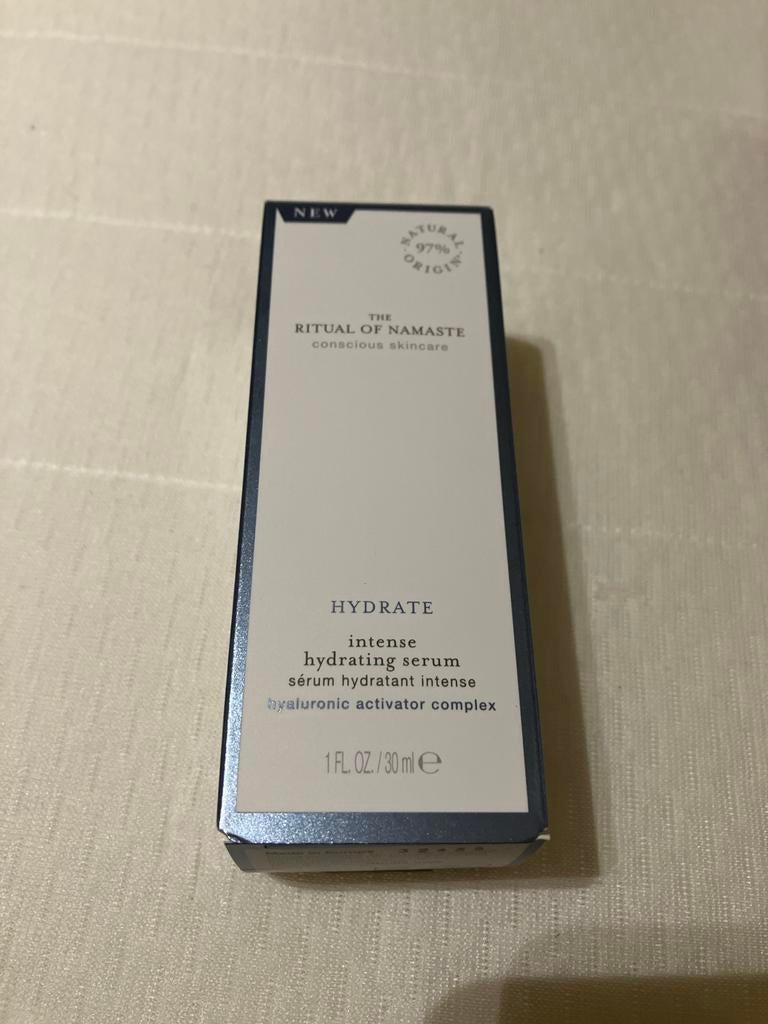 NEW
NATURAL
97%
ORIGIN
THE
RITUAL OF NAMASTE
conscious skincare
HYDRATE
intense
hydrating serum
sérum hydratant intense
hyaluronic activator complex
1 FL. OZ. / 30 ml ℮